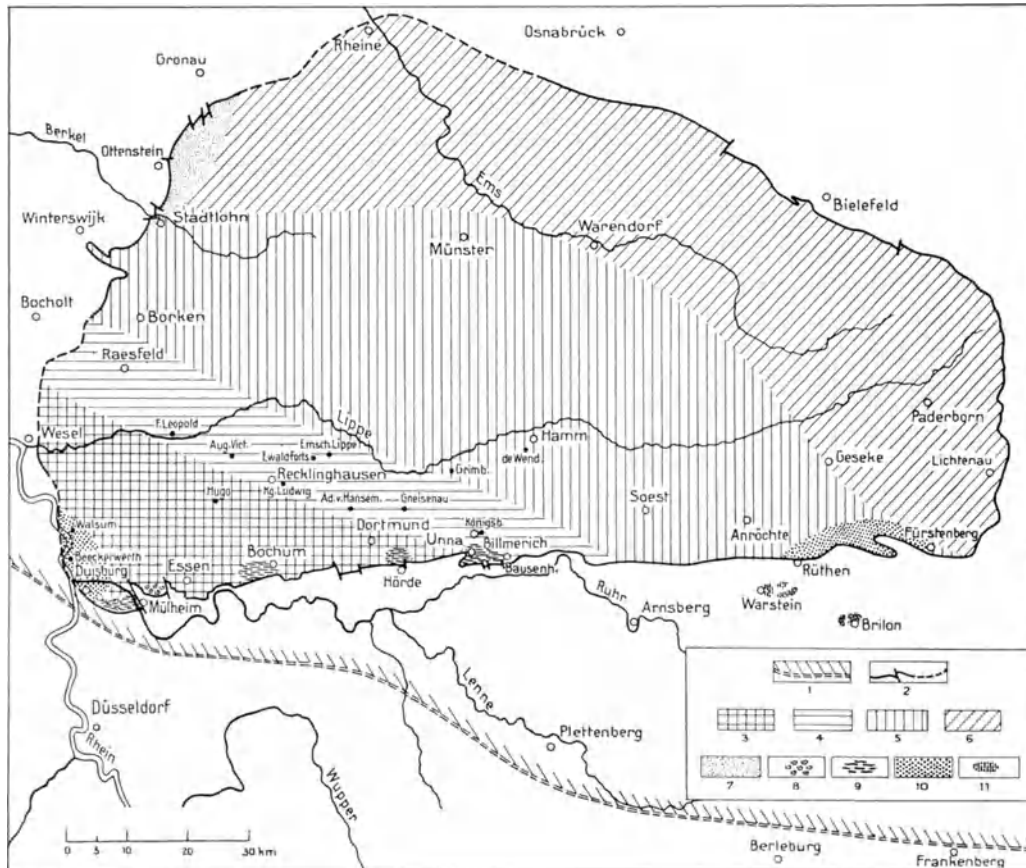 Osnabrück
Rheine
Gronau
Berkel
Ottenstein
Ems
Bielefeld
Winterswijk
Stadtlohn
Münster
Warendorf
Bocholt
Borken
Raesfeld
Paderborn
Wesel
F. Leopold
Lippe
Hamm
Aug. Vict.
Emsch. Lippe
Ewaldforts.
de Wend.
Geseke
Lichtenau
Grimb.
Recklinghausen
Kg. Ludwig
Hugo
Ad. v. Hansem.
Gneisenau
Soest
Walsum
Dortmund
Königsb.
Anröchte
Fürstenberg
Unna
Billmerich
Beeckerwerth
Bochum
Duisburg
Essen
Hörde
Bausenh.
Rüthen
Mülheim
Ruhr
Arnsberg
Warstein
Brilon
Lenne
Düsseldorf
Plettenberg
Rhein
Wupper
1 2
3 4 5 6
7 8 9 10 11
0 5 10 20 30 km
Berleburg
Frankenberg